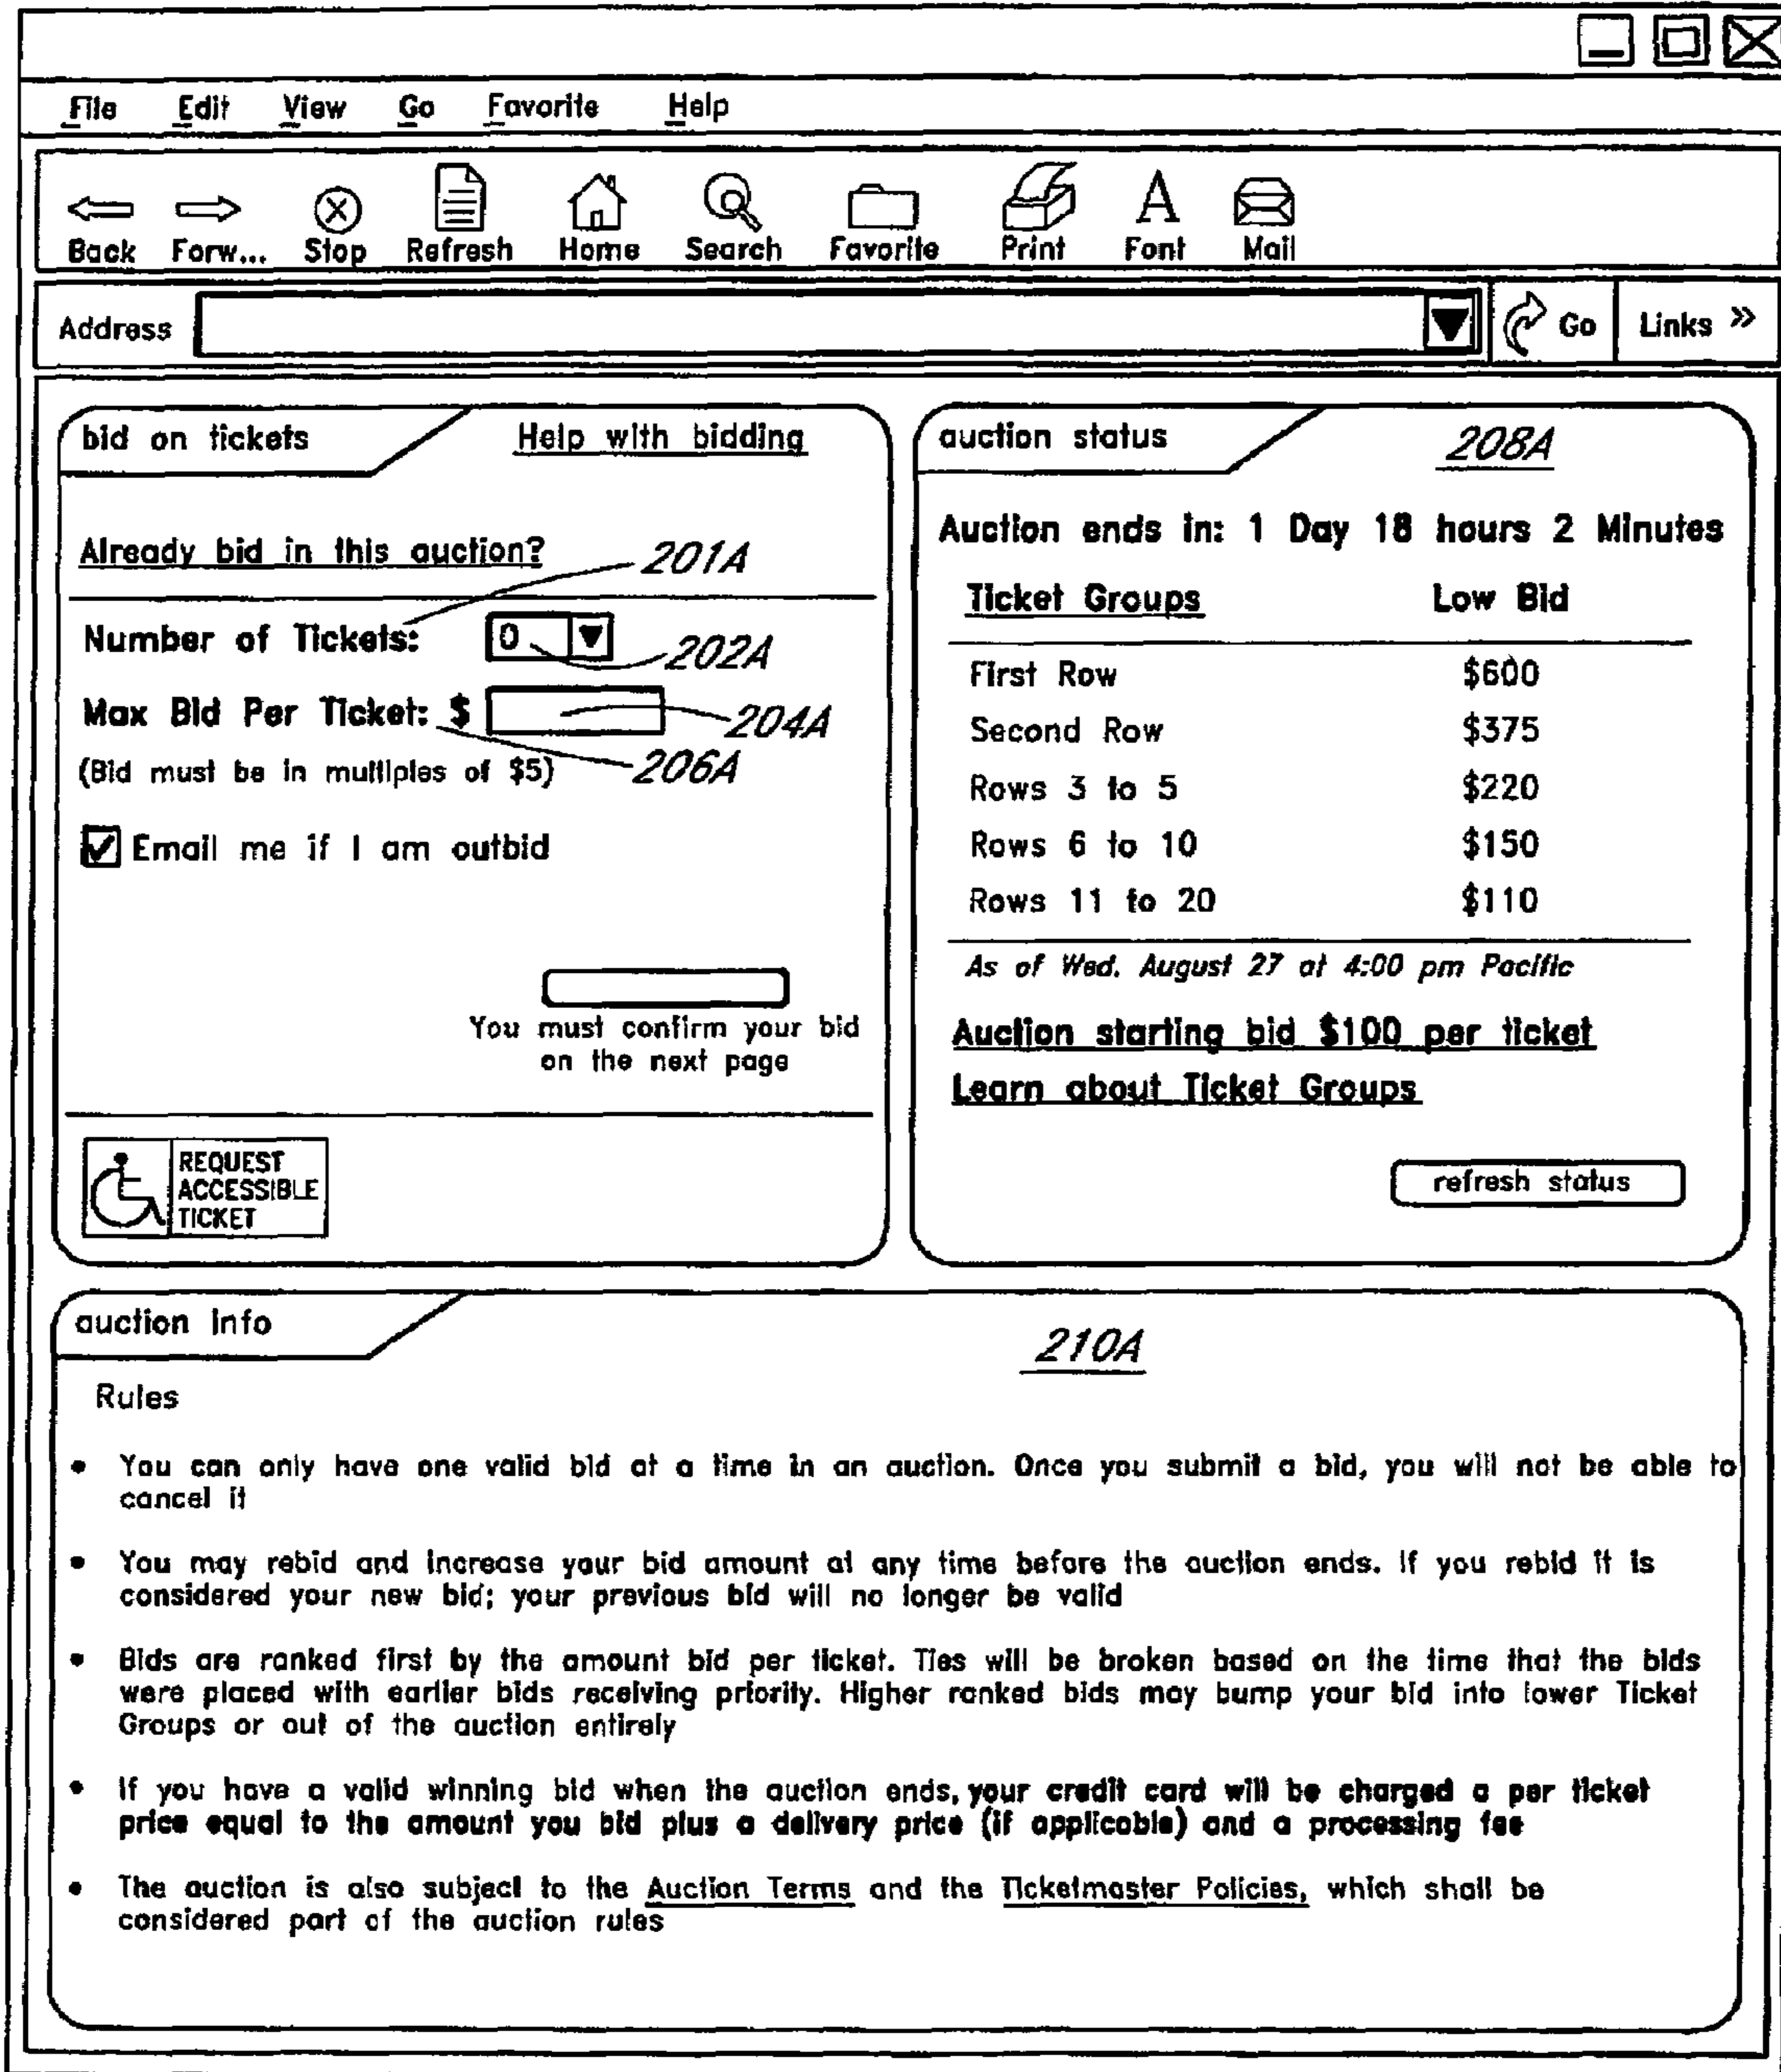 File Edit View Go Favorite Help
Back Forw... Stop Refresh Home Search Favorite Print Font Mail
Address Go Links »
bid on tickets Help with bidding
Already bid in this auction? 201A
Number of Tickets: 0 202A
Max Bid Per Ticket: $ 204A
(Bid must be in multiples of $5) 206A
Email me if I am outbid
You must confirm your bid
on the next page
REQUEST
ACCESSIBLE
TICKET
auction status 208A
Auction ends in: 1 Day 18 hours 2 Minutes
Ticket Groups Low Bid
First Row $600
Second Row $375
Rows 3 to 5 $220
Rows 6 to 10 $150
Rows 11 to 20 $110
As of Wed. August 27 at 4:00 pm Pacific
Auction starting bid $100 per ticket
Learn about Ticket Groups
refresh status
auction Info 210A
Rules
• You can only have one valid bid at a time in an auction. Once you submit a bid, you will not be able to
cancel it
• You may rebid and increase your bid amount at any time before the auction ends. If you rebid it is
considered your new bid; your previous bid will no longer be valid
• Bids are ranked first by the amount bid per ticket. Ties will be broken based on the time that the bids
were placed with earlier bids receiving priority. Higher ranked bids may bump your bid into lower Ticket
Groups or out of the auction entirely
• If you have a valid winning bid when the auction ends, your credit card will be charged a per ticket
price equal to the amount you bid plus a delivery price (if applicable) and a processing fee
• The auction is also subject to the Auction Terms and the Ticketmaster Policies, which shall be
considered part of the auction rules